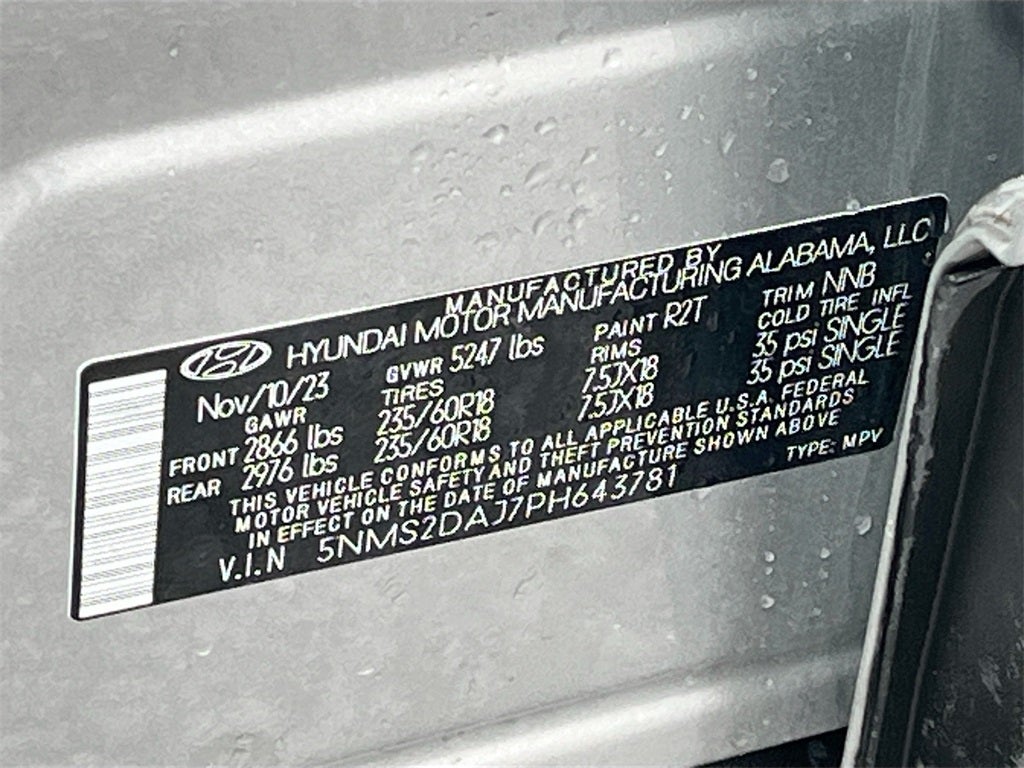 MANUFACTURED BY
HYUNDAI MOTOR MANUFACTURING ALABAMA, LLC
Nov/10/23 GVWR 5247 lbs PAINT R2T TRIM NNB
GAWR TIRES RIMS COLD TIRE INFL
FRONT 2866 lbs 235/60R18 7.5JX18 35 psi SINGLE
REAR 2976 lbs 235/60R18 7.5JX18 35 psi SINGLE
THIS VEHICLE CONFORMS TO ALL APPLICABLE U.S.A. FEDERAL
MOTOR VEHICLE SAFETY AND THEFT PREVENTION STANDARDS
IN EFFECT ON THE DATE OF MANUFACTURE SHOWN ABOVE
V.I.N 5NMS2DAJ7PH643781 TYPE: MPV